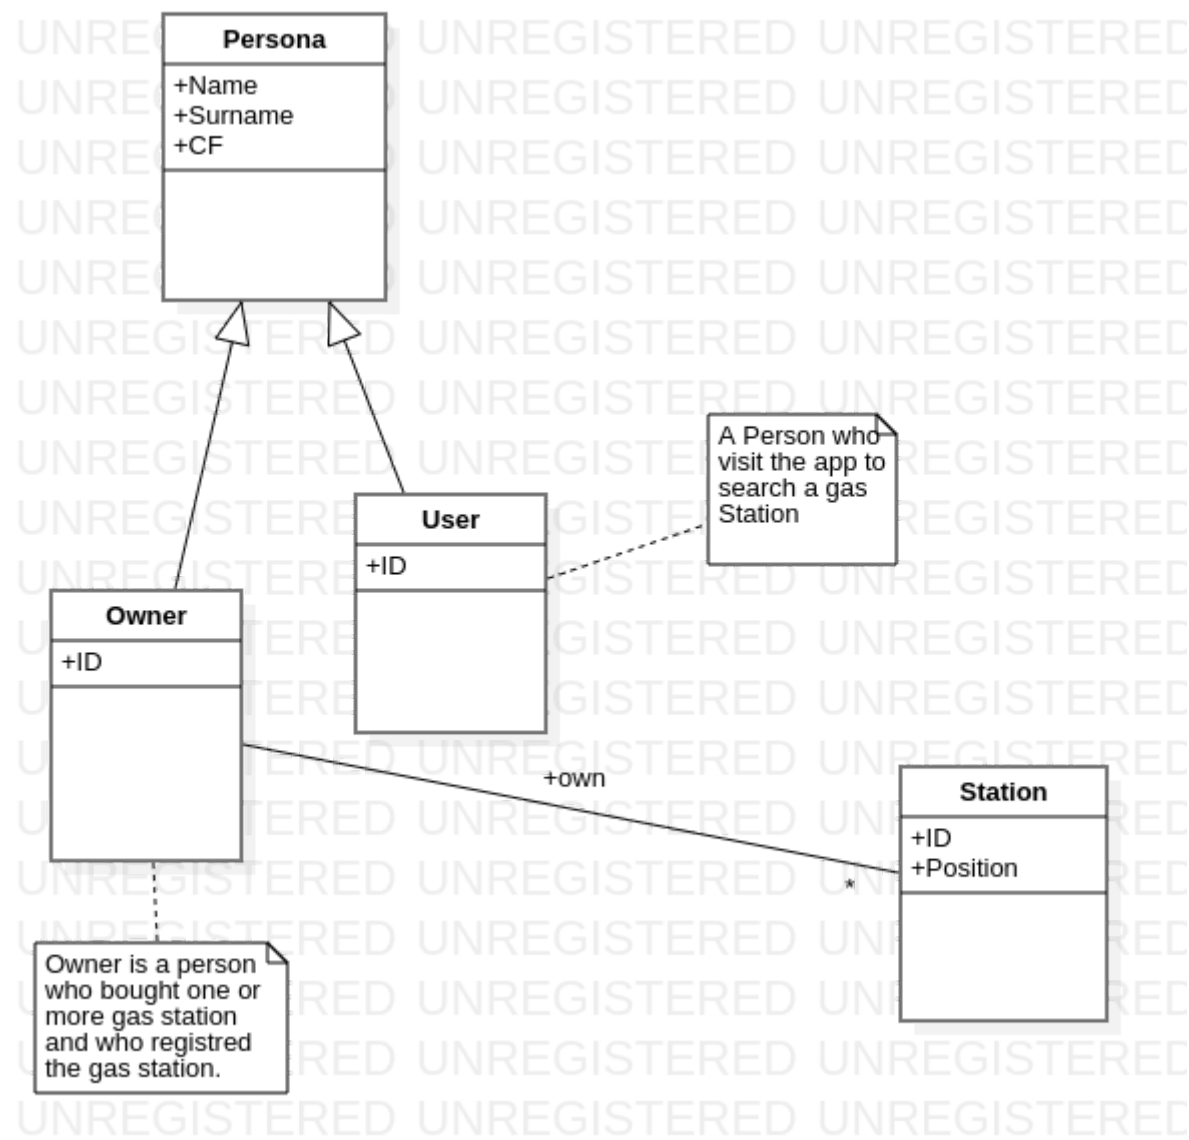 Persona
+Name
+Surname
+CF
A Person who
visit the app to
search a gas
Station
User
+ID
Owner
+ID
+own
*
Station
+ID
+Position
Owner is a person
who bought one or
more gas station
and who registred
the gas station.
UNREGISTERED